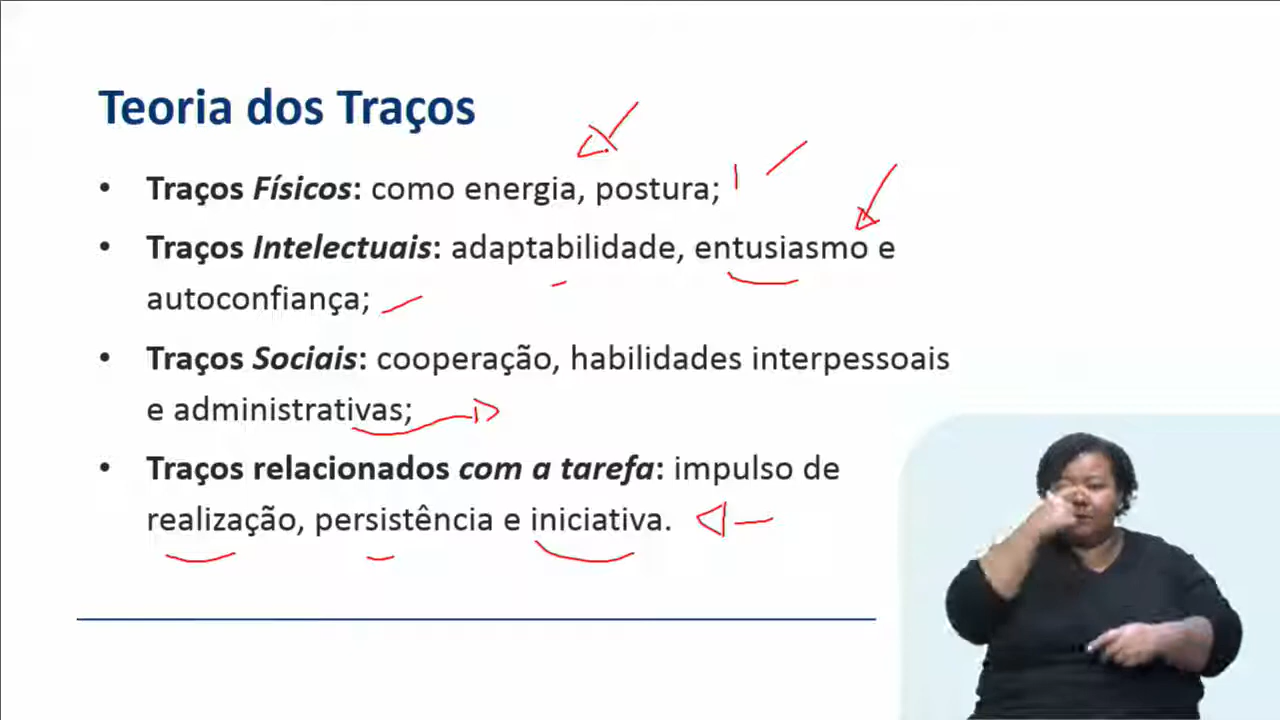 Teoria dos Traços
• Traços Físicos: como energia, postura;
• Traços Intelectuais: adaptabilidade, entusiasmo e
autoconfiança;
• Traços Sociais: cooperação, habilidades interpessoais
e administrativas;
• Traços relacionados com a tarefa: impulso de
realização, persistência e iniciativa.